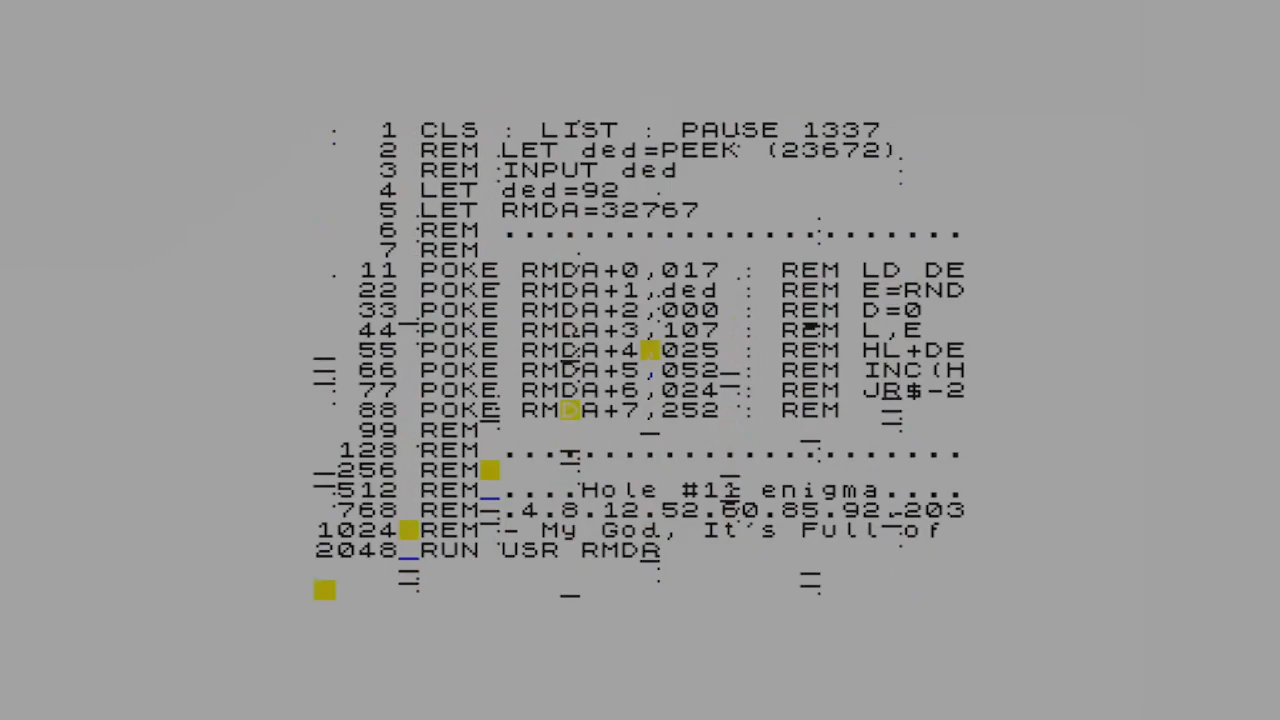 1 CLS : LIST : PAUSE 1337
2 REM LET ded=PEEK (23672)
3 REM INPUT ded
4 LET ded=92
5 LET RMDA=32767
6 REM .......................
7 REM
11 POKE RMDA+0,017 : REM LD DE
22 POKE RMDA+1,ded : REM E=RND
33 POKE RMDA+2,000 : REM D=0
44 POKE RMDA+3,107 : REM L,E
55 POKE RMDA+4,025 : REM HL+DE
66 POKE RMDA+5,052 : REM INC(H
77 POKE RMDA+6,024 : REM JR$-2
88 POKE RMDA+7,252 : REM
99 REM
128 REM .......................
256 REM
512 REM ....Hole #11 enigma....
768 REM .4.8.12.52.60.85.92.203
1024 REM - My God, It's Full of
2048 RUN USR RMDA